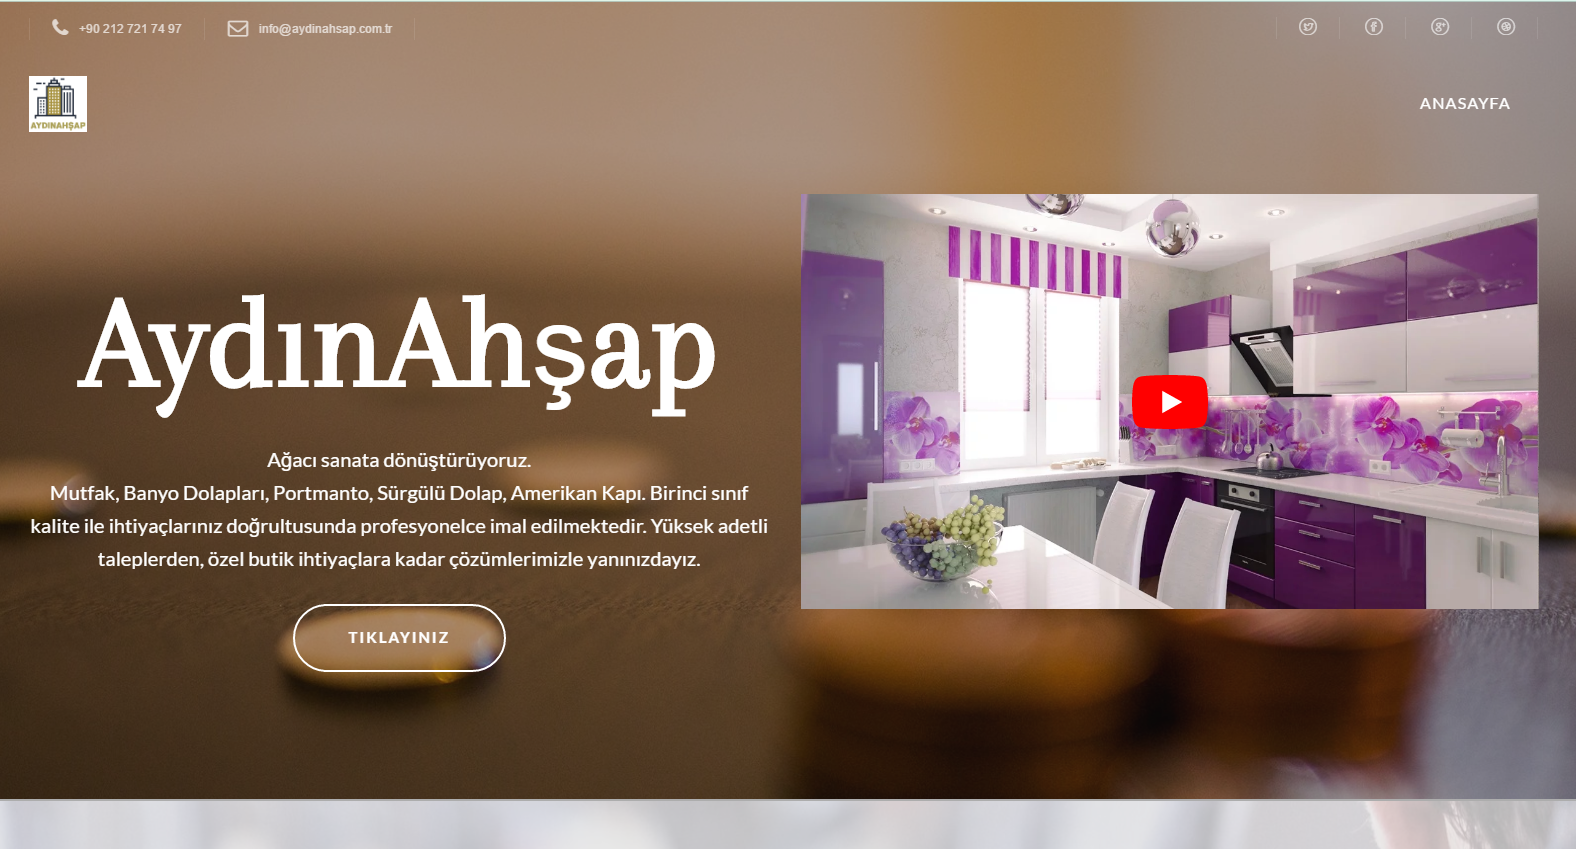 +90 212 721 74 97
info@aydinahsap.com.tr
AYDINAHŞAP
ANASAYFA
AydınAhşap
Ağacı sanata dönüştürüyoruz.
Mutfak, Banyo Dolapları, Portmanto, Sürgülü Dolap, Amerikan Kapı. Birinci sınıf
kalite ile ihtiyaçlarınız doğrultusunda profesyonelce imal edilmektedir. Yüksek adetli
taleplerden, özel butik ihtiyaçlara kadar çözümlerimizle yanınızdayız.
TIKLAYINIZ